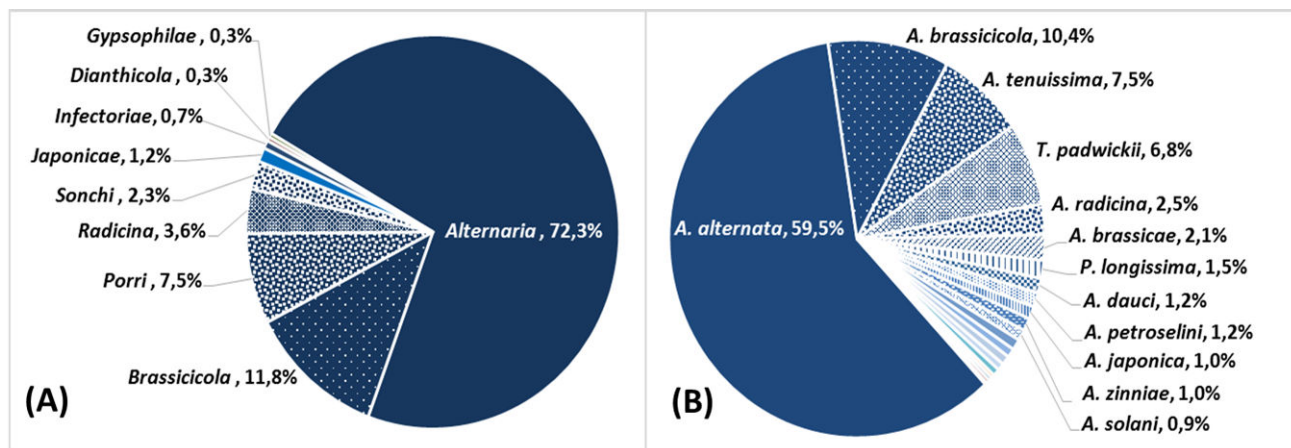 Gypsophilae , 0,3%
Dianthicola , 0,3%
Infectoriae, 0,7%
Japonicae, 1,2%
Sonchi , 2,3%
Radicina, 3,6%
Porri , 7,5%
Brassicicola , 11,8%
Alternaria , 72,3%
(A)
A. brassicicola, 10,4%
A. tenuissima, 7,5%
T. padwickii, 6,8%
A. radicina, 2,5%
A. brassicae, 2,1%
P. longissima, 1,5%
A. dauci, 1,2%
A. petroselini, 1,2%
A. japonica, 1,0%
A. zinniae, 1,0%
A. solani, 0,9%
A. alternata, 59,5%
(B)